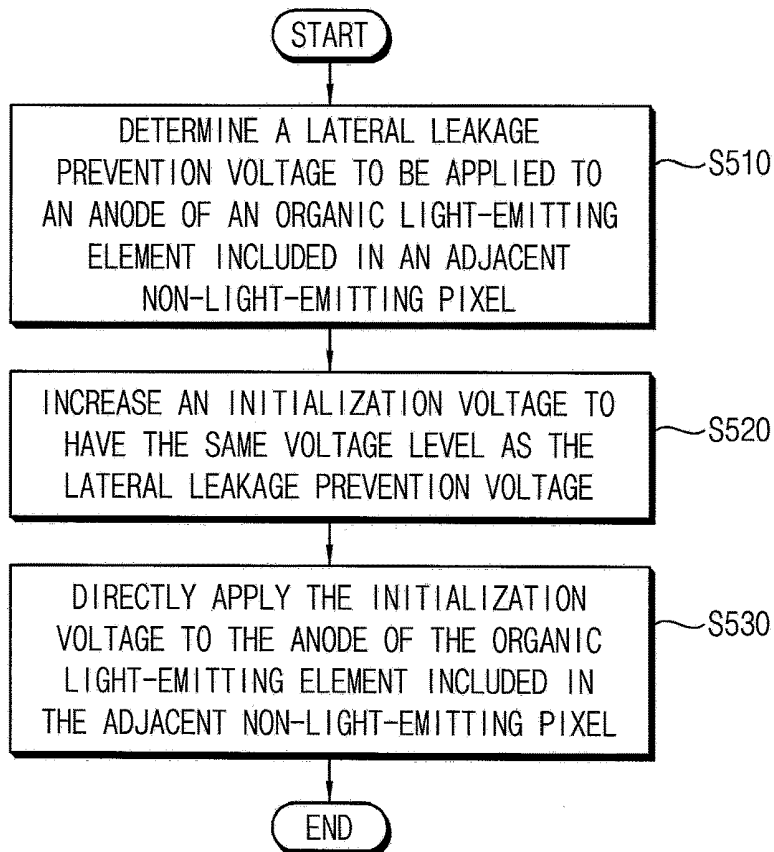 START
DETERMINE A LATERAL LEAKAGE
PREVENTION VOLTAGE TO BE APPLIED TO
AN ANODE OF AN ORGANIC LIGHT-EMITTING
ELEMENT INCLUDED IN AN ADJACENT
NON-LIGHT-EMITTING PIXEL
S510
INCREASE AN INITIALIZATION VOLTAGE TO
HAVE THE SAME VOLTAGE LEVEL AS THE
LATERAL LEAKAGE PREVENTION VOLTAGE
S520
DIRECTLY APPLY THE INITIALIZATION
VOLTAGE TO THE ANODE OF THE ORGANIC
LIGHT-EMITTING ELEMENT INCLUDED IN
THE ADJACENT NON-LIGHT-EMITTING PIXEL
S530
END